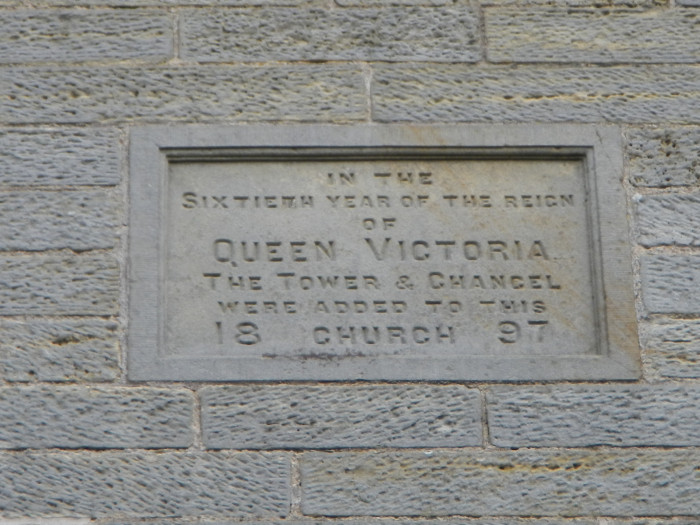 IN THE
SIXTIETH YEAR OF THE REIGN
OF
QUEEN VICTORIA
THE TOWER & CHANCEL
WERE ADDED TO THIS
18 CHURCH 97